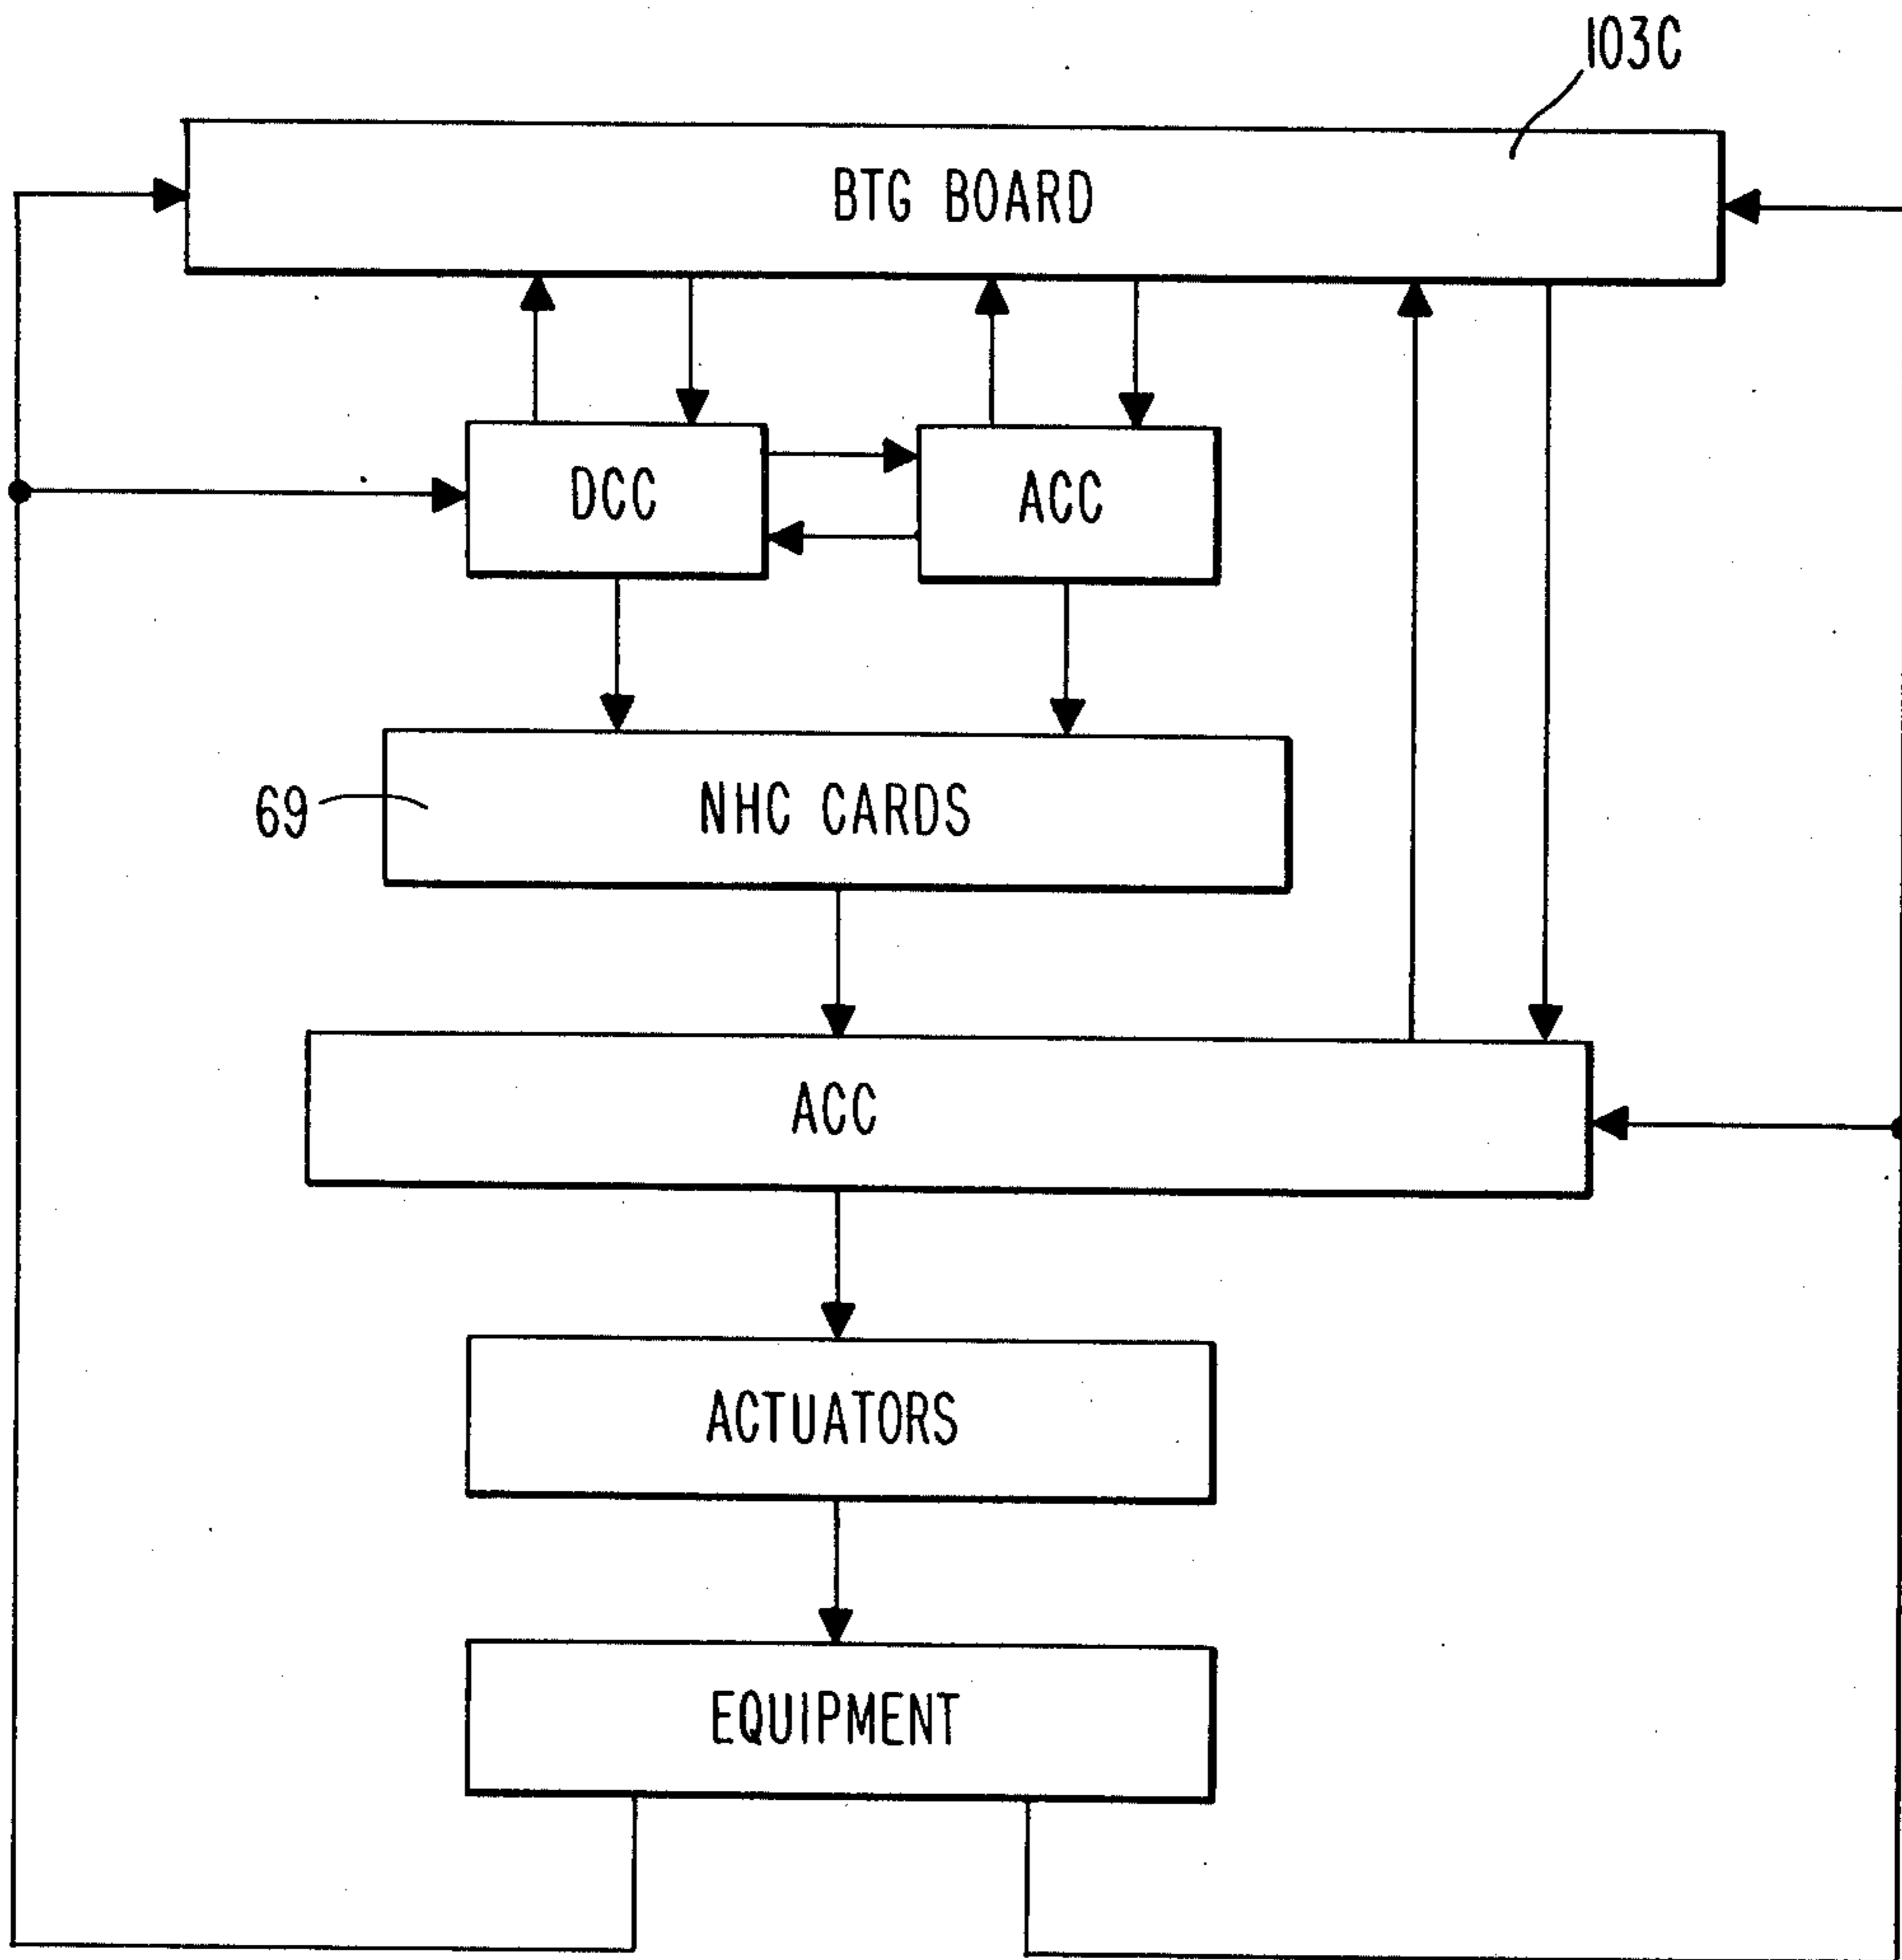 103C
BTG BOARD
DCC
ACC
69
NHC CARDS
ACC
ACTUATORS
EQUIPMENT